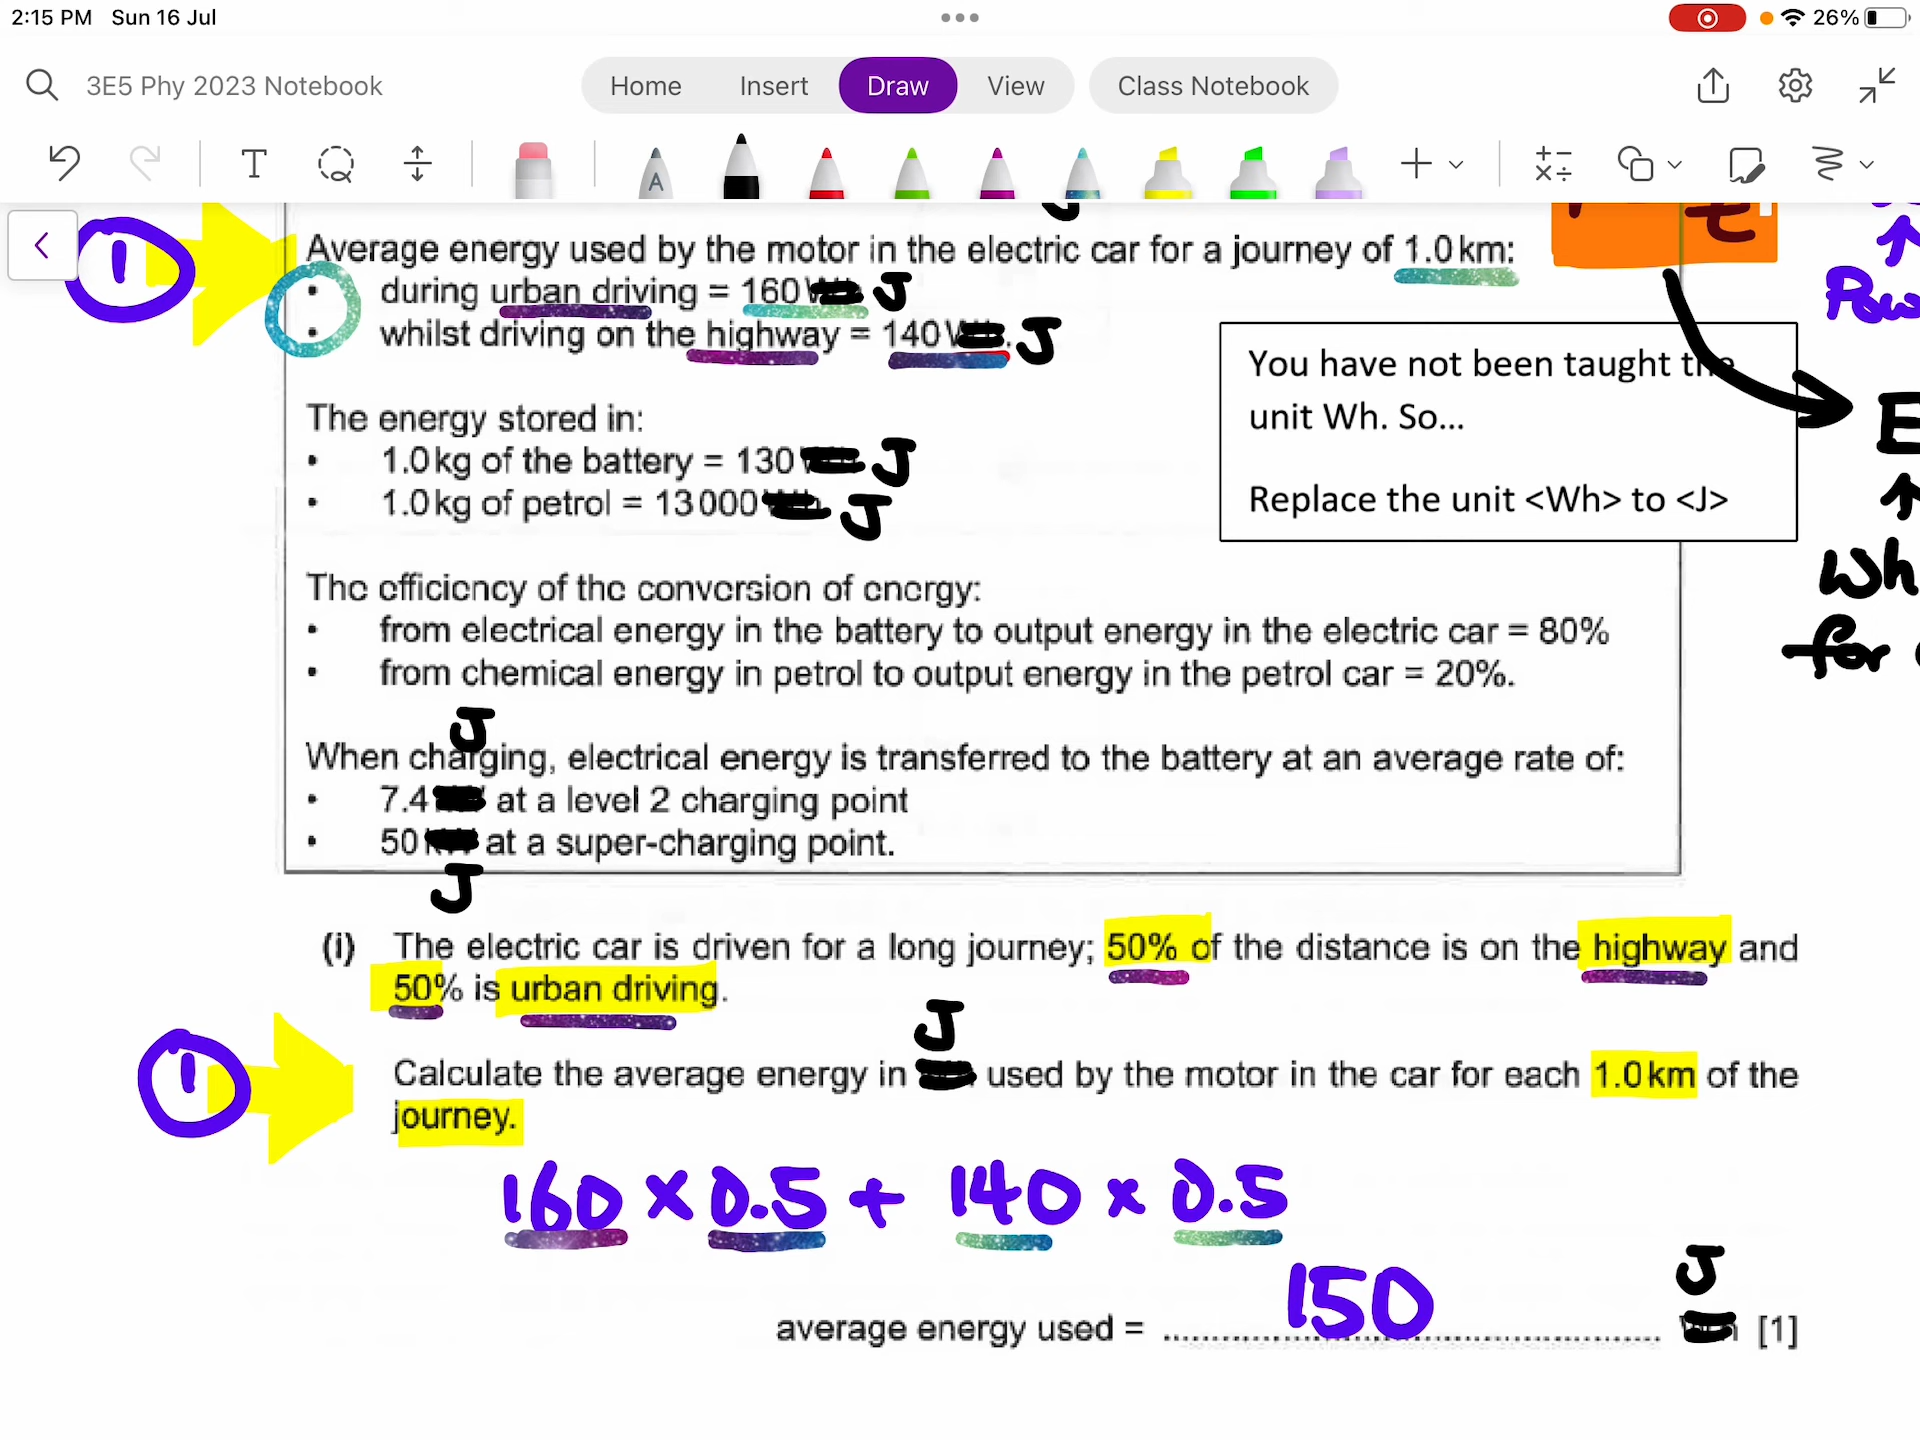 2:15 PM Sun 16 Jul
26%
3E5 Phy 2023 Notebook
Home Insert Draw View Class Notebook
T A
1
Average energy used by the motor in the electric car for a journey of 1.0 km:
• during urban driving = 160 J
• whilst driving on the highway = 140 J
The energy stored in:
• 1.0 kg of the battery = 130 J
• 1.0 kg of petrol = 13 000 J
The efficiency of the conversion of energy:
• from electrical energy in the battery to output energy in the electric car = 80%
• from chemical energy in petrol to output energy in the petrol car = 20%.
J
When charging, electrical energy is transferred to the battery at an average rate of:
• 7.4 at a level 2 charging point
• 50 at a super-charging point.
J
t
You have not been taught the
unit Wh. So...
Replace the unit <Wh> to <J>
E
Wh
for
(i) The electric car is driven for a long journey; 50% of the distance is on the highway and
50% is urban driving.
J
1
Calculate the average energy in used by the motor in the car for each 1.0 km of the
journey.
160 × 0.5 + 140 × 0.5
J
average energy used = 150 [1]